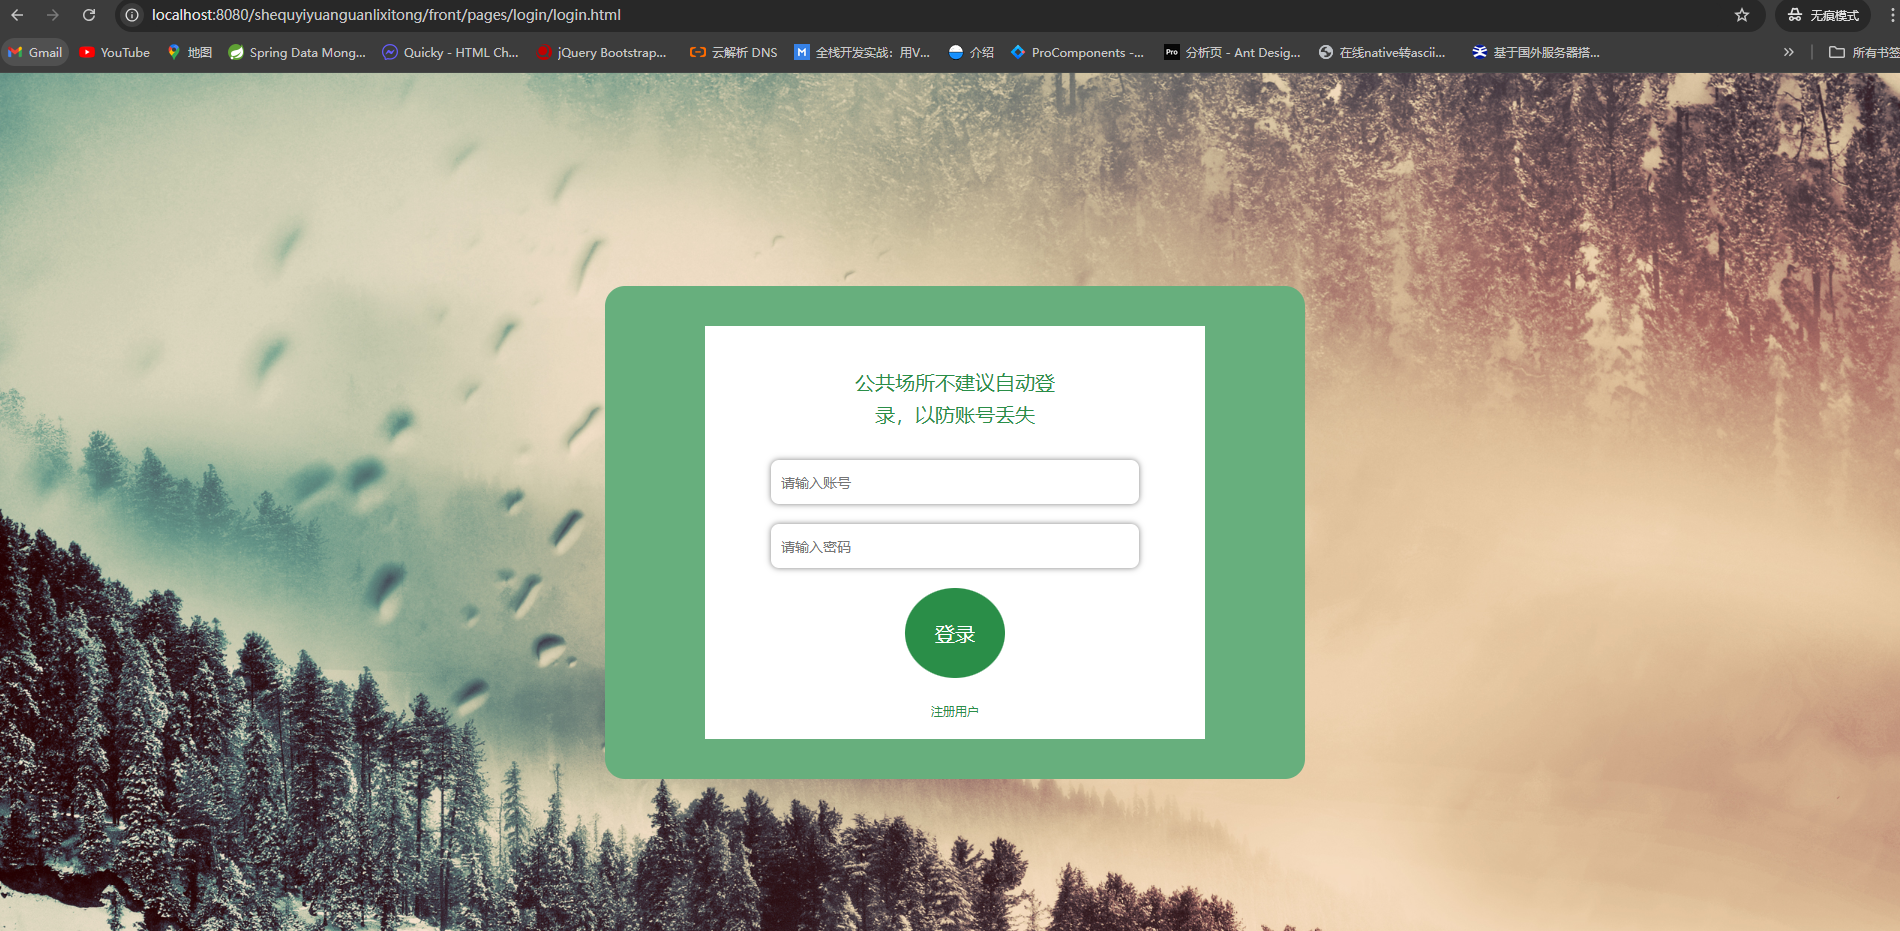 localhost:8080/shequyiyuanguanlixitong/front/pages/login/login.html
无痕模式
Gmail
YouTube
地图
Spring Data Mong...
Quicky - HTML Ch...
jQuery Bootstrap...
云解析 DNS
M 全栈开发实战：用V...
介绍
ProComponents -...
Pro 分析页 - Ant Desig...
在线native转ascii...
基于国外服务器搭...
»
所有书签
公共场所不建议自动登
录，以防账号丢失
请输入账号
请输入密码
登录
注册用户